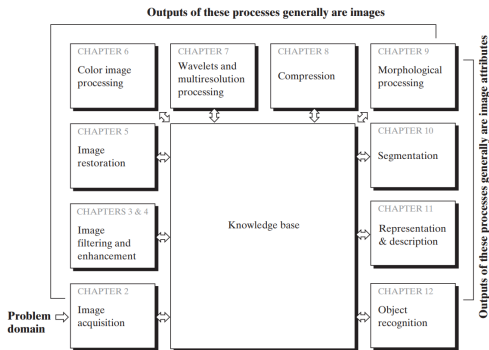 Outputs of these processes generally are images
CHAPTER 6
Color image
processing
CHAPTER 7
Wavelets and
multiresolution
processing
CHAPTER 8
Compression
CHAPTER 9
Morphological
processing
CHAPTER 5
Image
restoration
CHAPTERS 3 & 4
Image
filtering and
enhancement
CHAPTER 2
Image
acquisition
Problem
domain
Knowledge base
CHAPTER 10
Segmentation
CHAPTER 11
Representation
& description
CHAPTER 12
Object
recognition
Outputs of these processes generally are image attributes